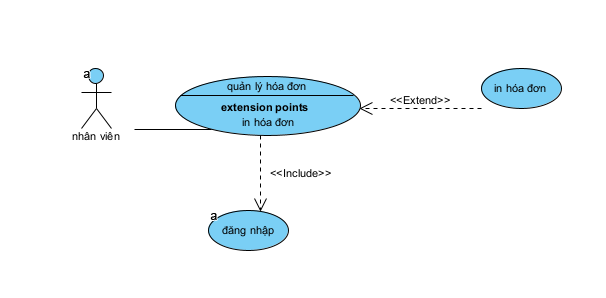 a
nhân viên
quản lý hóa đơn
extension points
in hóa đơn
<<Extend>>
in hóa đơn
<<Include>>
a
đăng nhập